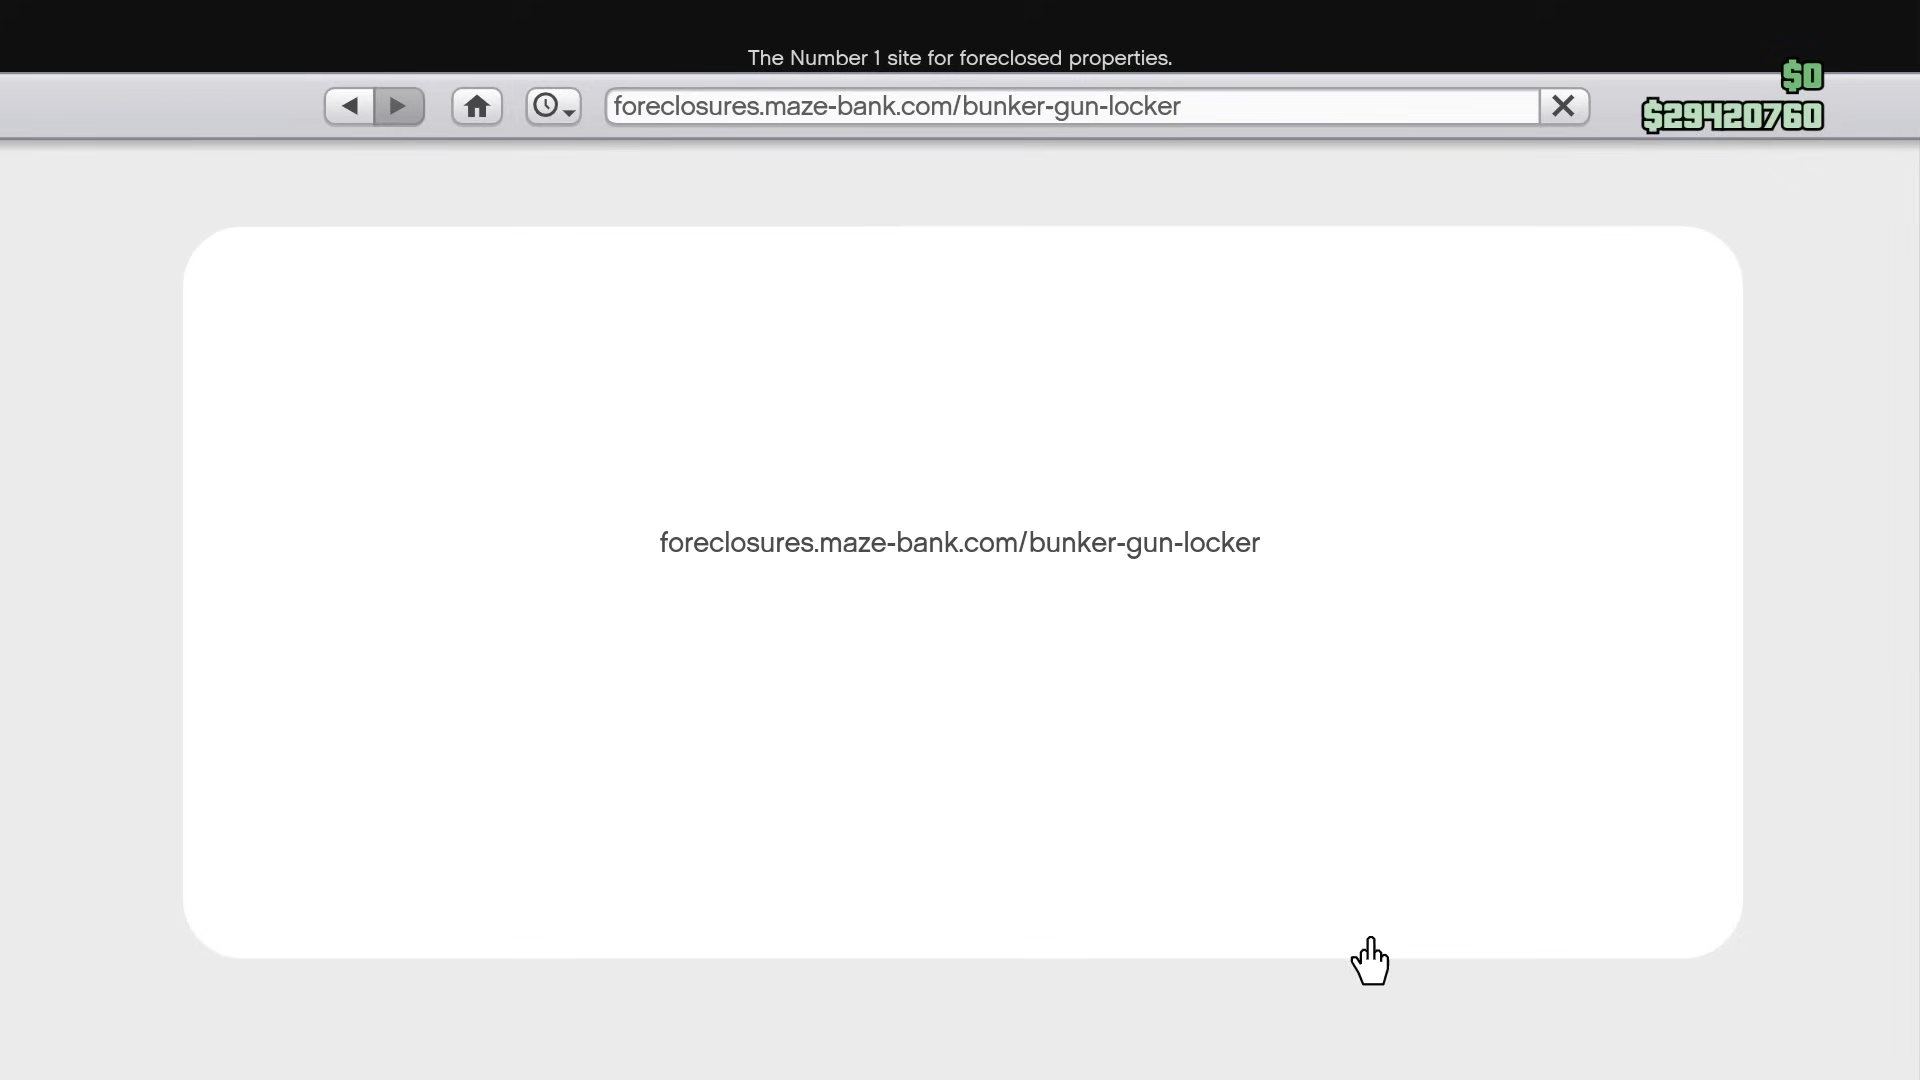 The Number 1 site for foreclosed properties.
$0
foreclosures.maze-bank.com/bunker-gun-locker
$29420760
foreclosures.maze-bank.com/bunker-gun-locker